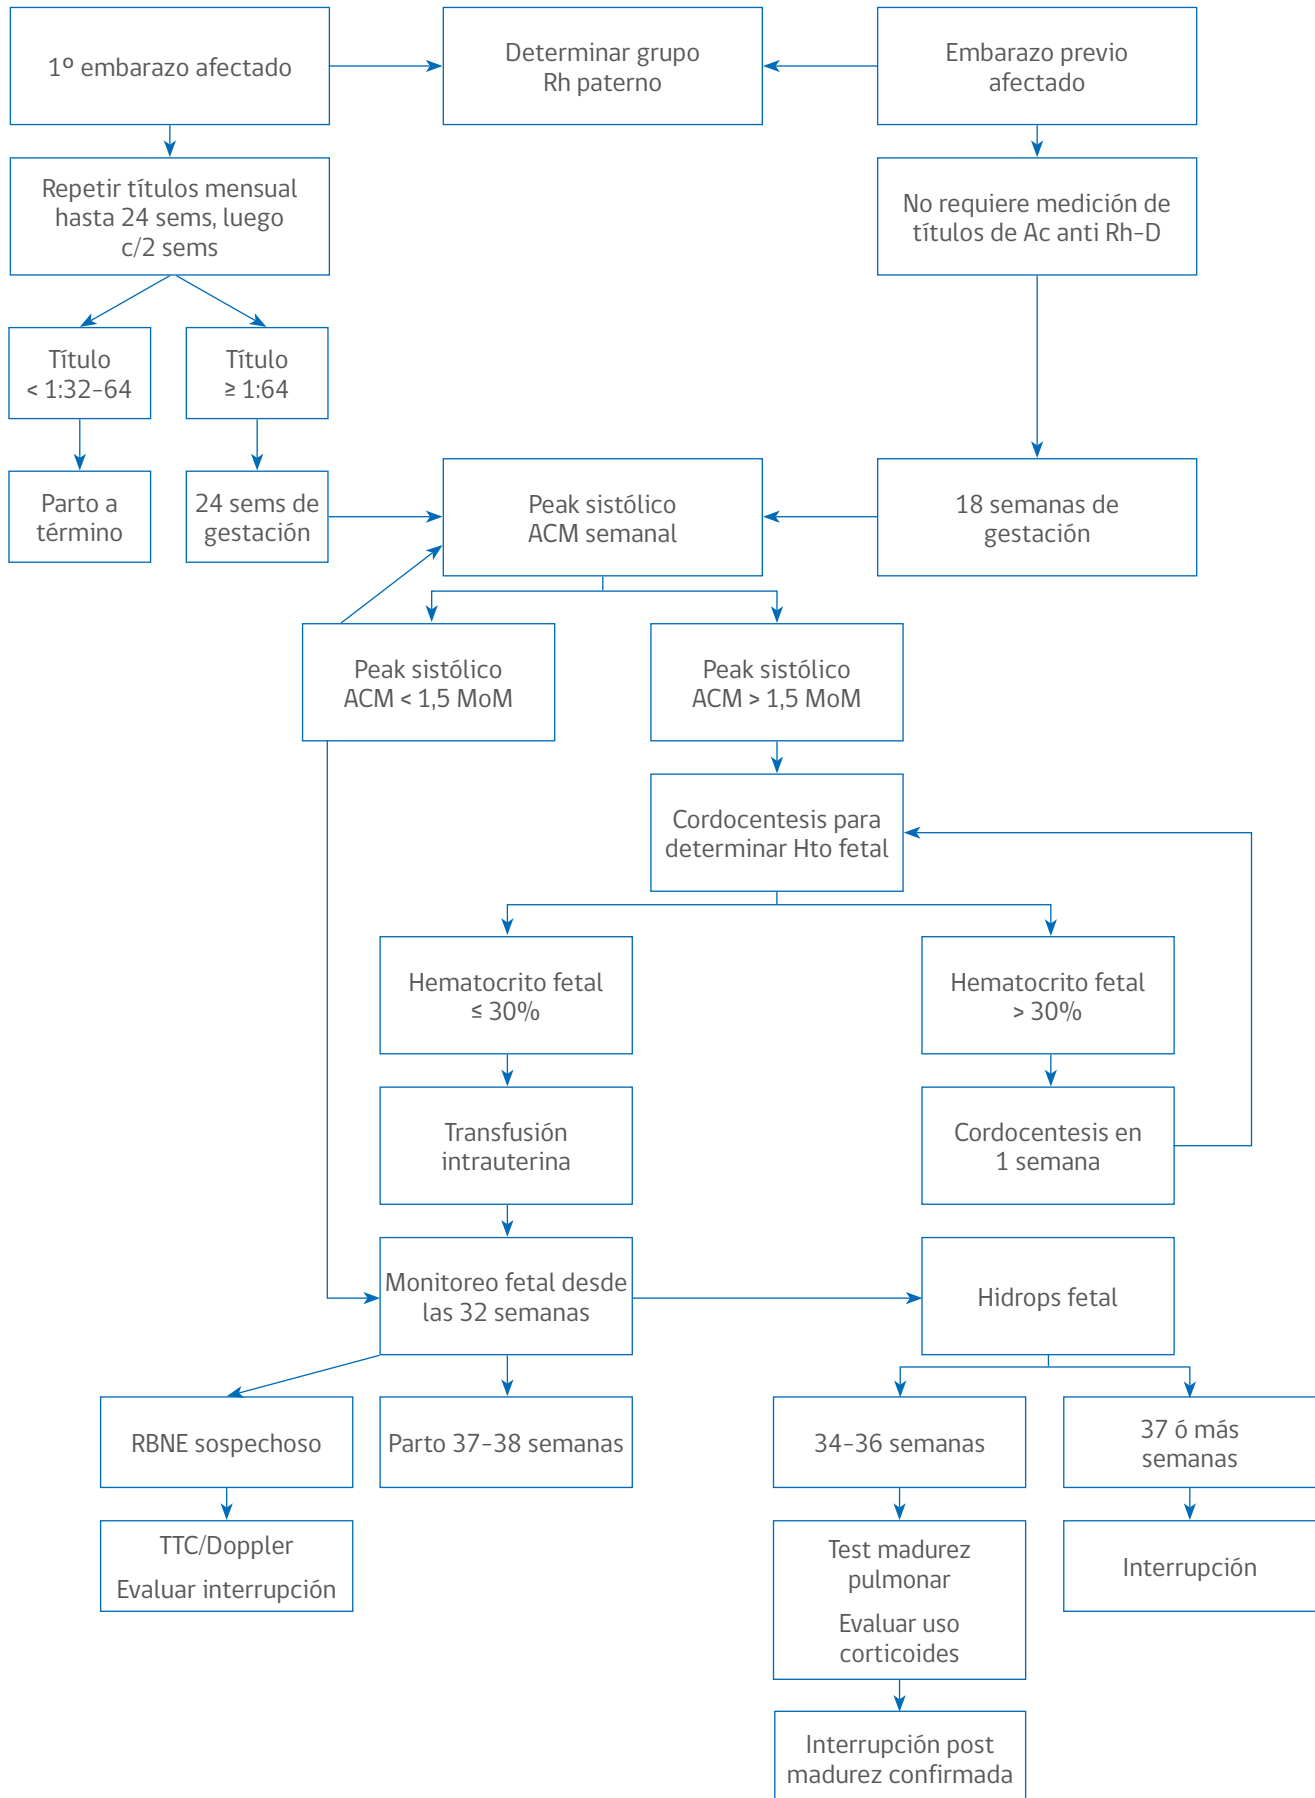 1º embarazo afectado
Determinar grupo
Rh paterno
Embarazo previo
afectado
Repetir títulos mensual
hasta 24 sems, luego
c/2 sems
No requiere medición de
títulos de Ac anti Rh-D
Título
< 1:32-64
Título
≥ 1:64
Parto a
término
24 sems de
gestación
Peak sistólico
ACM semanal
18 semanas de
gestación
Peak sistólico
ACM < 1,5 MoM
Peak sistólico
ACM > 1,5 MoM
Cordocentesis para
determinar Hto fetal
Hematocrito fetal
≤ 30%
Hematocrito fetal
> 30%
Transfusión
intrauterina
Cordocentesis en
1 semana
Monitoreo fetal desde
las 32 semanas
Hidrops fetal
RBNE sospechoso
Parto 37-38 semanas
34-36 semanas
37 ó más
semanas
TTC/Doppler
Evaluar interrupción
Test madurez
pulmonar
Evaluar uso
corticoides
Interrupción
Interrupción post
madurez confirmada